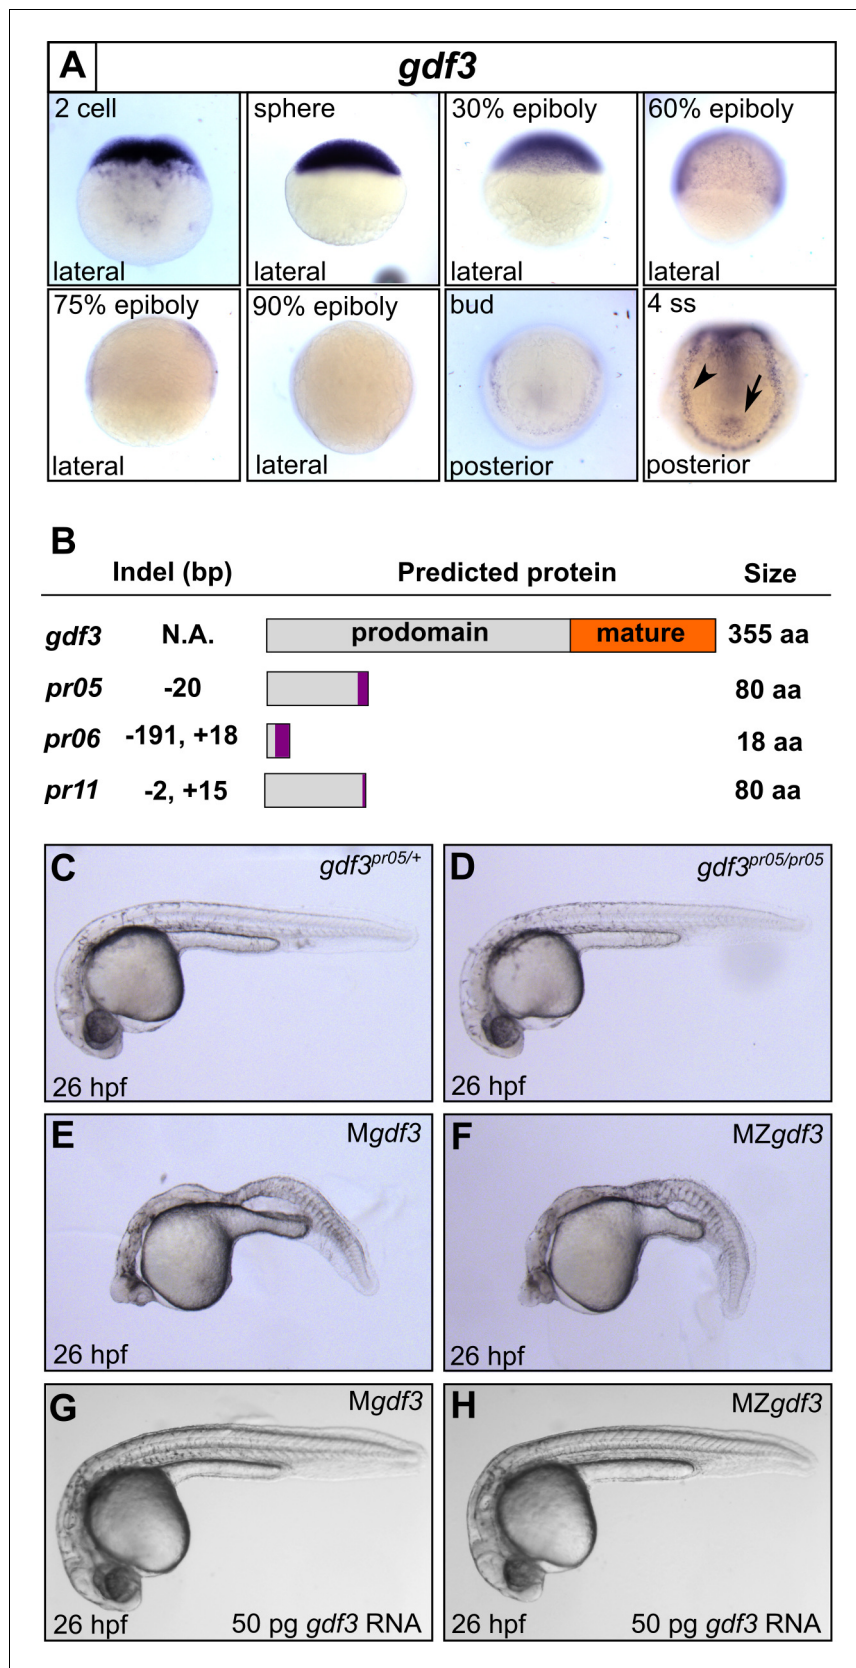 A gdf3
2 cell sphere 30% epiboly 60% epiboly
lateral lateral lateral lateral
75% epiboly 90% epiboly bud 4 ss
lateral lateral posterior posterior
B
Indel (bp) Predicted protein Size
gdf3 N.A. prodomain mature 355 aa
pr05 -20 80 aa
pr06 -191, +18 18 aa
pr11 -2, +15 80 aa
C gdf3pr05/+ D gdf3pr05/pr05
26 hpf 26 hpf
E Mgdf3 F MZgdf3
26 hpf 26 hpf
G Mgdf3 H MZgdf3
26 hpf 50 pg gdf3 RNA 26 hpf 50 pg gdf3 RNA